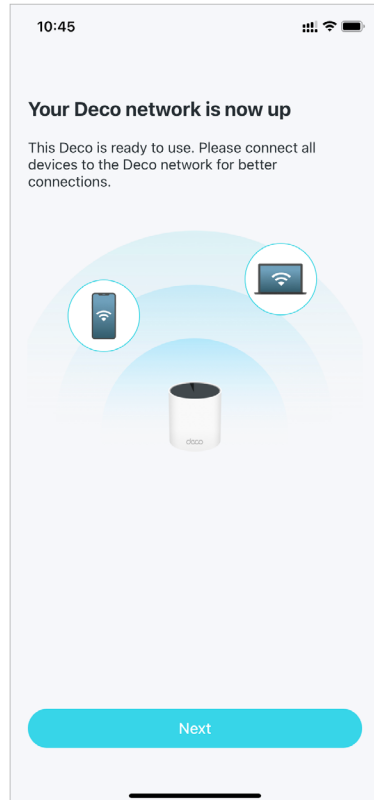 10:45
Your Deco network is now up
This Deco is ready to use. Please connect all
devices to the Deco network for better
connections.
deco
Next